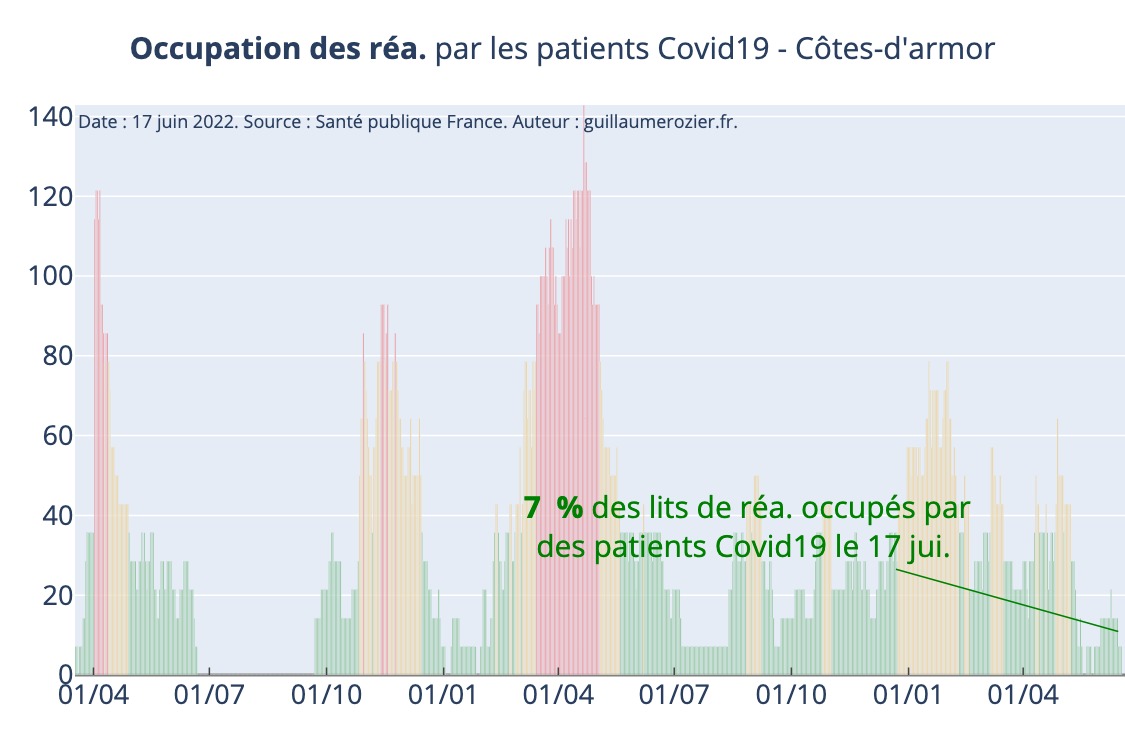 Occupation des réa. par les patients Covid19 - Côtes-d'armor
140
Date : 17 juin 2022. Source : Santé publique France. Auteur : guillaumerozier.fr.
120
100
80
60
40
7 % des lits de réa. occupés par
des patients Covid19 le 17 jui.
20
0
01/04 01/07 01/10 01/01 01/04 01/07 01/10 01/01 01/04